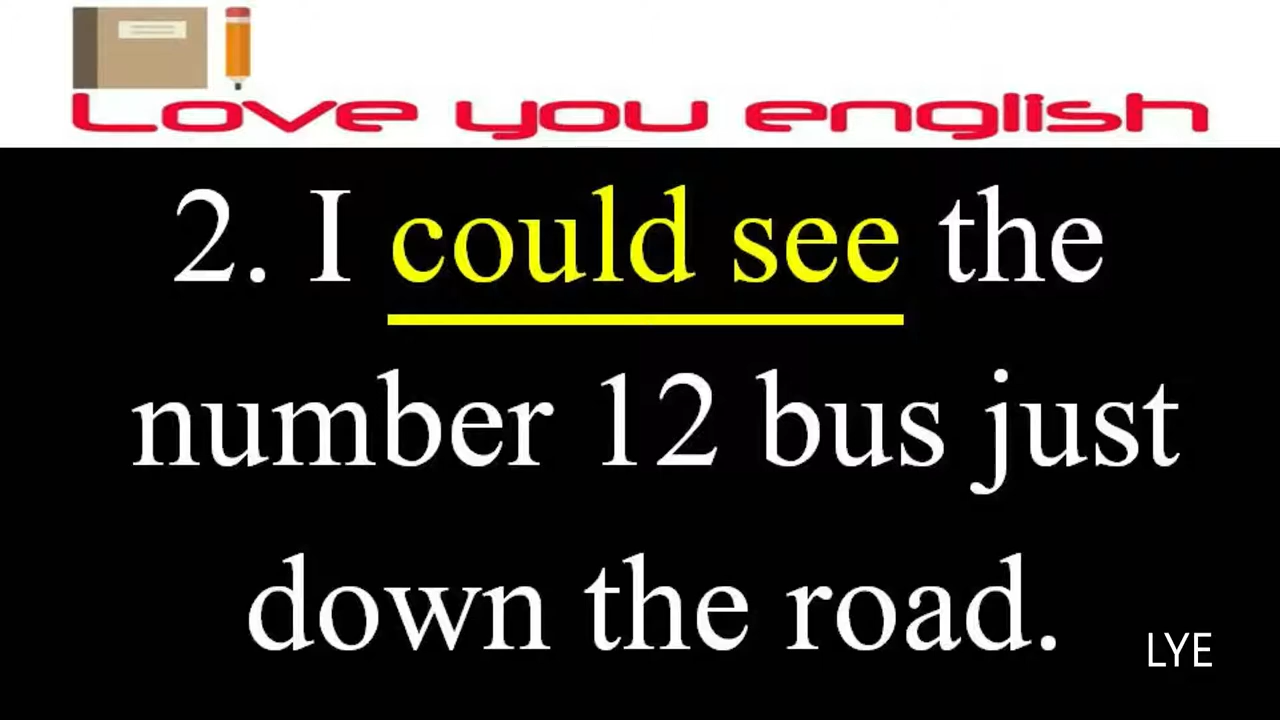 Love you english
2. I could see the
number 12 bus just
down the road.
LYE